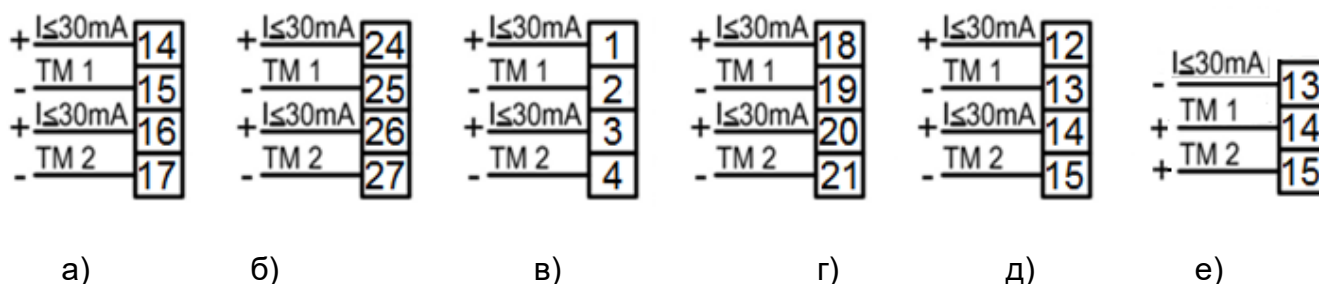 + I≤30mA 14
TM 1
- 15
+ I≤30mA 16
TM 2
- 17
+ I≤30mA 24
TM 1
- 25
+ I≤30mA 26
TM 2
- 27
+ I≤30mA 1
TM 1
- 2
+ I≤30mA 3
TM 2
- 4
+ I≤30mA 18
TM 1
- 19
+ I≤30mA 20
TM 2
- 21
+ I≤30mA 12
TM 1
- 13
+ I≤30mA 14
TM 2
- 15
I≤30mA
- 13
TM 1
+ 14
TM 2
+ 15
а) б) в) г) д) е)